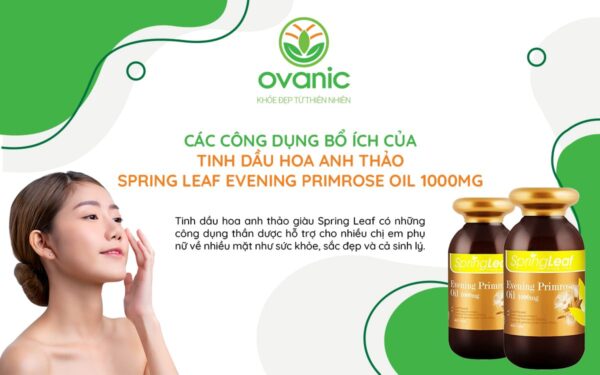 ovanic
KHỎE ĐẸP TỪ THIÊN NHIÊN
CÁC CÔNG DỤNG BỔ ÍCH CỦA
TINH DẦU HOA ANH THẢO
SPRING LEAF EVENING PRIMROSE OIL 1000MG
Tinh dầu hoa anh thảo giàu Spring Leaf có những
công dụng thần dược hỗ trợ cho nhiều chị em phụ
nữ về nhiều mặt như sức khỏe, sắc đẹp và cả sinh lý.
SpringLeaf
Evening Primrose
Oil 1000mg
SpringLeaf
Evening Primrose
Oil 1000mg